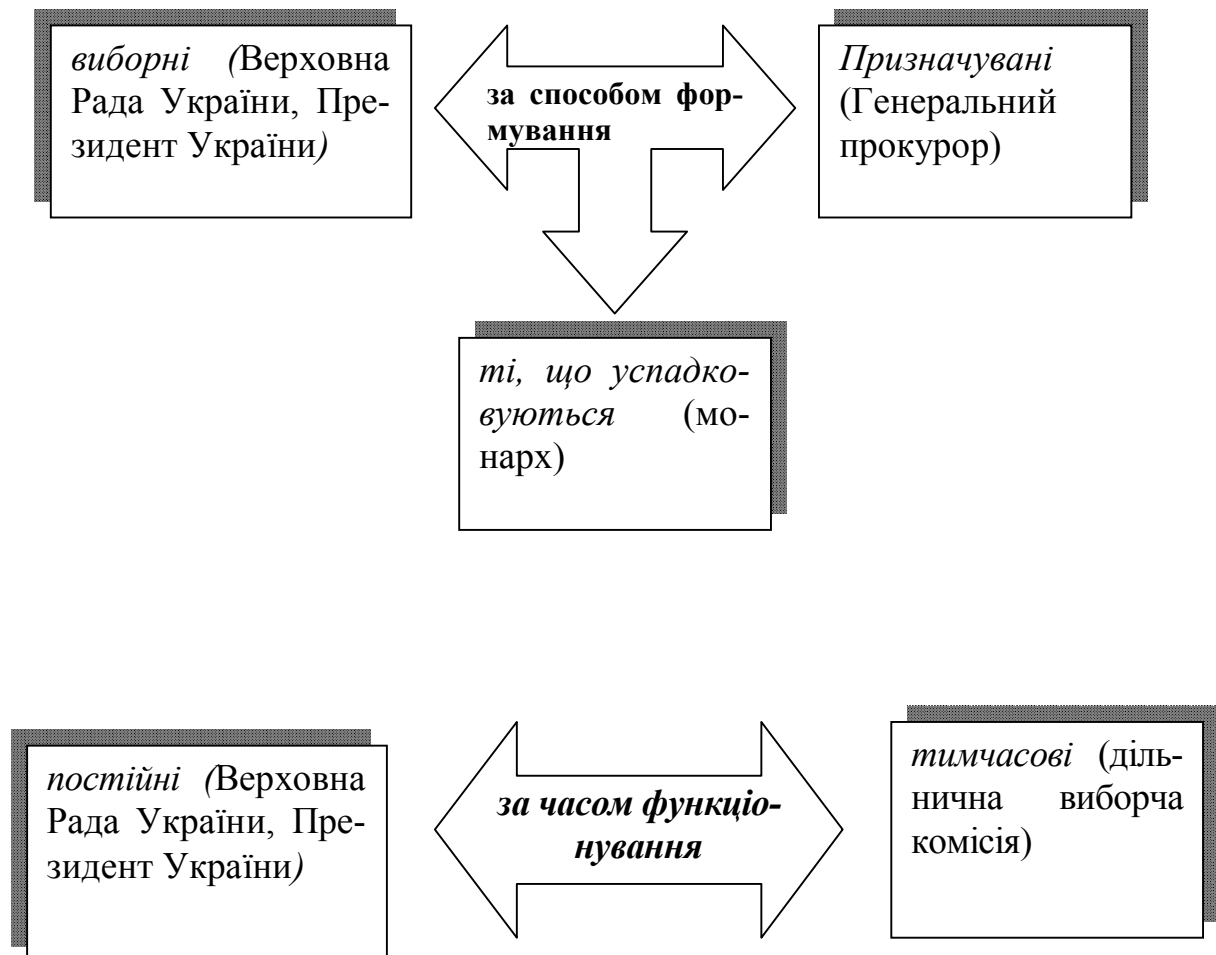 виборні (Верховна
Рада України, Пре-
зидент України)
за способом фор-
мування
Призначувані
(Генеральний
прокурор)
ті, що успадко-
вуються (мо-
нарх)
постійні (Верховна
Рада України, Пре-
зидент України)
за часом функціо-
нування
тимчасові (діль-
нична виборча
комісія)